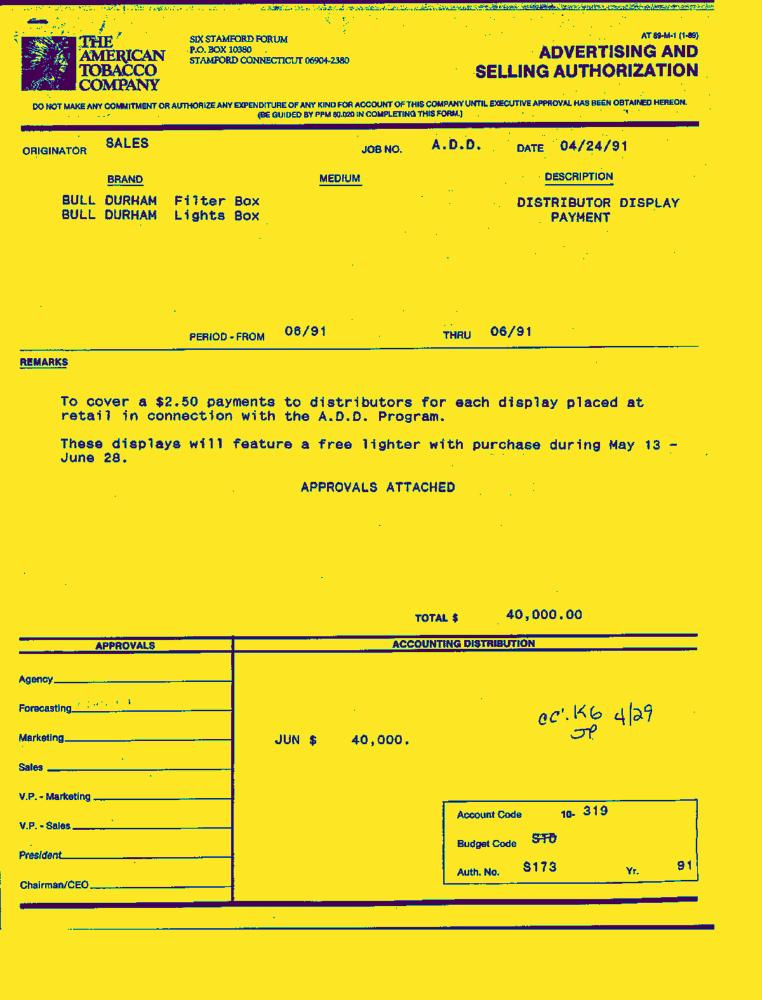 THE
AMERICAN
TOBACCO
COMPANY
SIX STAMFORD FORUM
P.O. BOX 10380
STAMFORD CONNECTICUT 06904-2380
AT 89-M-1 (1-89)
ADVERTISING AND
SELLING AUTHORIZATION
DO NOT MAKE ANY COMMITMENT OR AUTHORIZE ANY EXPENDITURE OF ANY KIND FOR ACCOUNT OF THIS COMPANY UNTIL EXECUTIVE APPROVAL HAS BEEN OBTAINED HEREON.
(BE GUIDED BY PPM 80.020 IN COMPLETING THIS FORM.)
ORIGINATOR SALES JOB NO. A.D.D. DATE 04/24/91
BRAND MEDIUM DESCRIPTION
BULL DURHAM Filter Box DISTRIBUTOR DISPLAY
BULL DURHAM Lights Box PAYMENT
PERIOD - FROM 06/91 THRU 06/91
REMARKS
To cover a $2.50 payments to distributors for each display placed at
retail in connection with the A.D.D. Program.
These displays will feature a free lighter with purchase during May 13 -
June 28.
APPROVALS ATTACHED
TOTAL $ 40,000.00
APPROVALS ACCOUNTING DISTRIBUTION
Agency
Forecasting
Marketing
Sales
V.P. - Marketing
V.P. - Sales
President
Chairman/CEO
JUN $ 40,000.
cc: KG 4/29
JP
Account Code 10- 319
Budget Code STD
Auth. No. S173 Yr. 91